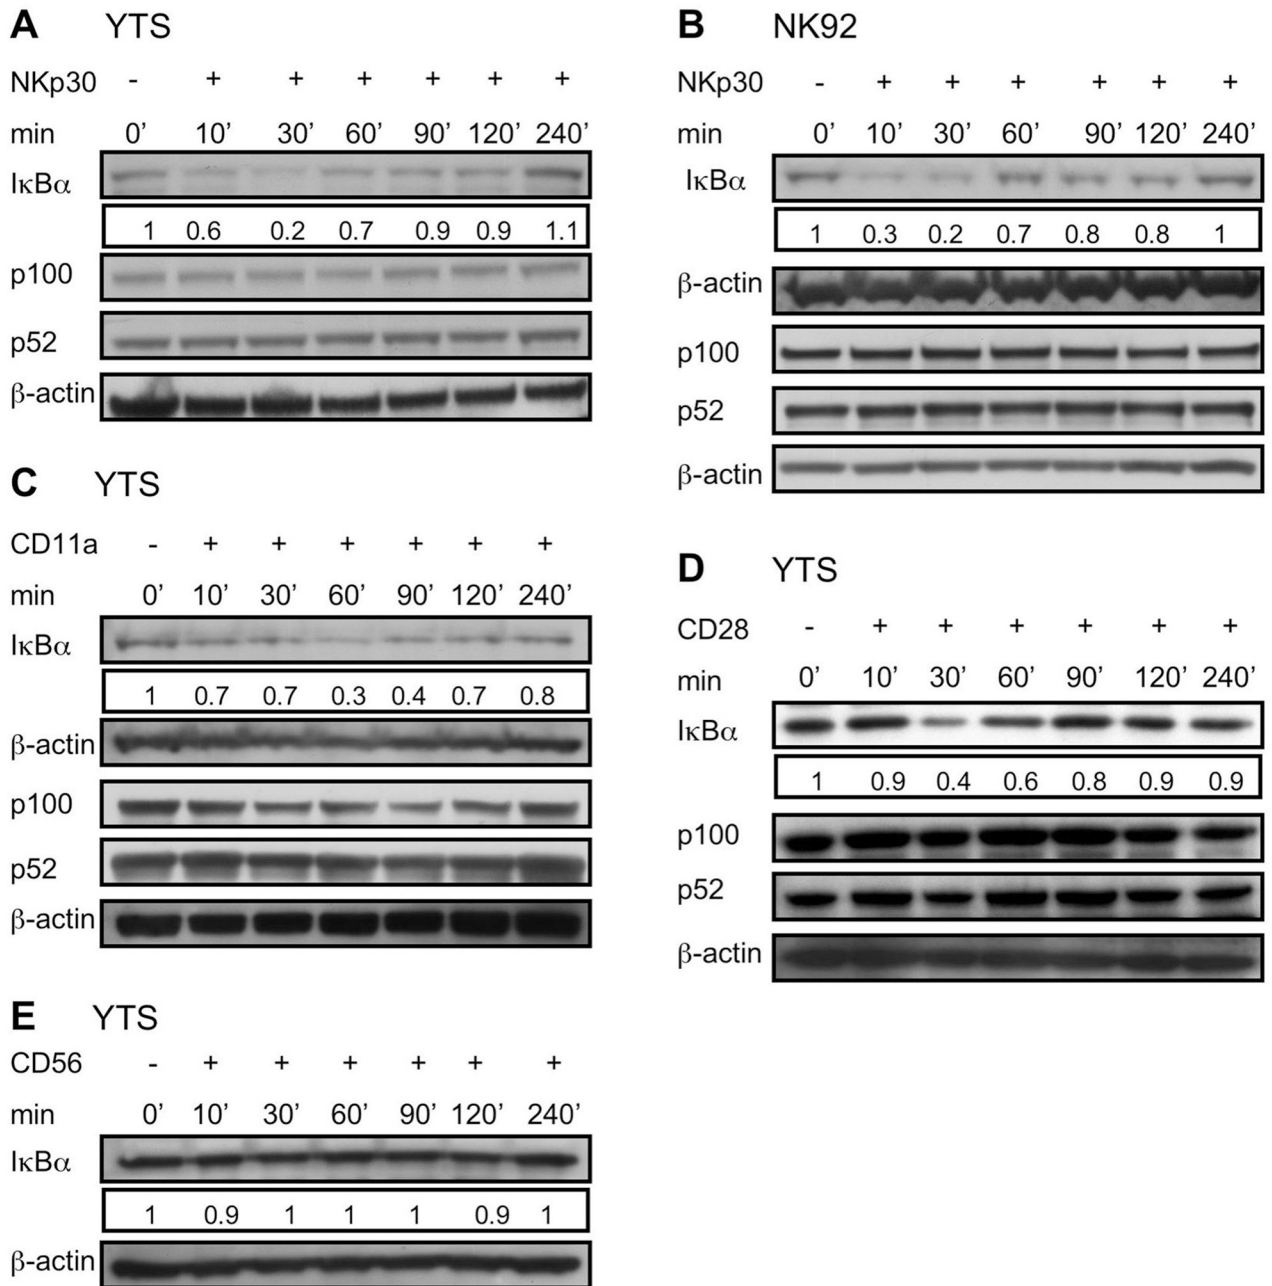 A YTS
NKp30 - + + + + + +
min 0’ 10’ 30’ 60’ 90’ 120’ 240’
IκBα
1 0.6 0.2 0.7 0.9 0.9 1.1
p100
p52
β-actin
B NK92
NKp30 - + + + + + +
min 0’ 10’ 30’ 60’ 90’ 120’ 240’
IκBα
1 0.3 0.2 0.7 0.8 0.8 1
β-actin
p100
p52
β-actin
C YTS
CD11a - + + + + + +
min 0’ 10’ 30’ 60’ 90’ 120’ 240’
IκBα
1 0.7 0.7 0.3 0.4 0.7 0.8
β-actin
p100
p52
β-actin
D YTS
CD28 - + + + + + +
min 0’ 10’ 30’ 60’ 90’ 120’ 240’
IκBα
1 0.9 0.4 0.6 0.8 0.9 0.9
p100
p52
β-actin
E YTS
CD56 - + + + + + +
min 0’ 10’ 30’ 60’ 90’ 120’ 240’
IκBα
1 0.9 1 1 1 0.9 1
β-actin